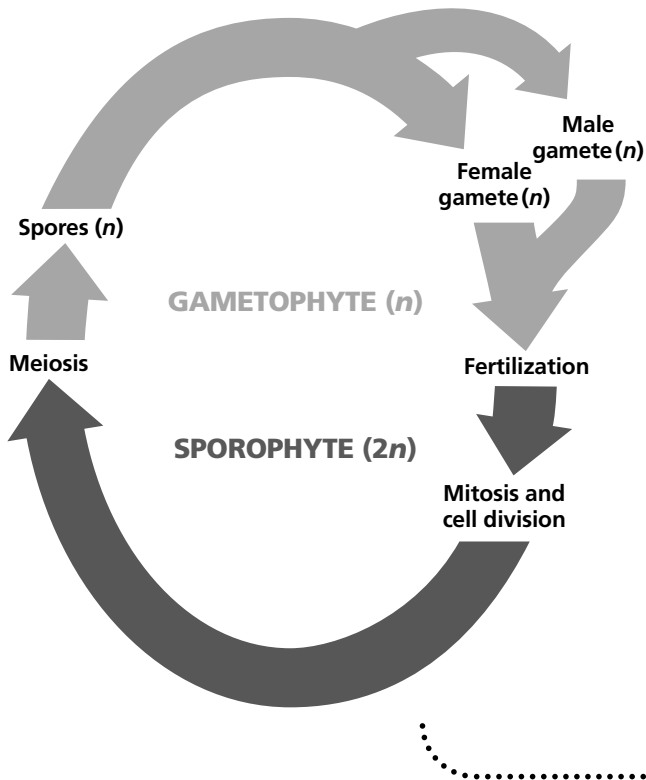 Male
gamete (n)
Female
gamete (n)
Spores (n)
GAMETOPHYTE (n)
Meiosis
Fertilization
SPOROPHYTE (2n)
Mitosis and
cell division